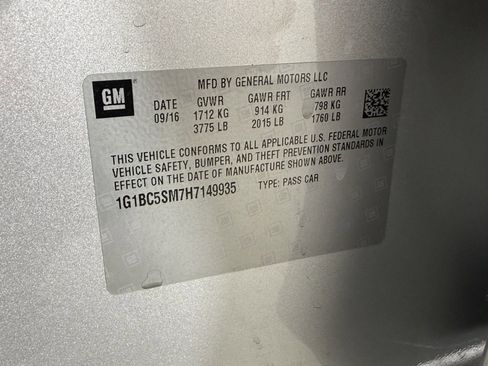 GM
MFD BY GENERAL MOTORS LLC
DATE GVWR GAWR FRT GAWR RR
09/16 1712 KG 914 KG 798 KG
3775 LB 2015 LB 1760 LB
THIS VEHICLE CONFORMS TO ALL APPLICABLE U.S. FEDERAL MOTOR
VEHICLE SAFETY, BUMPER, AND THEFT PREVENTION STANDARDS IN
EFFECT ON THE DATE OF MANUFACTURE SHOWN ABOVE.
1G1BC5SM7H7149935 TYPE: PASS CAR